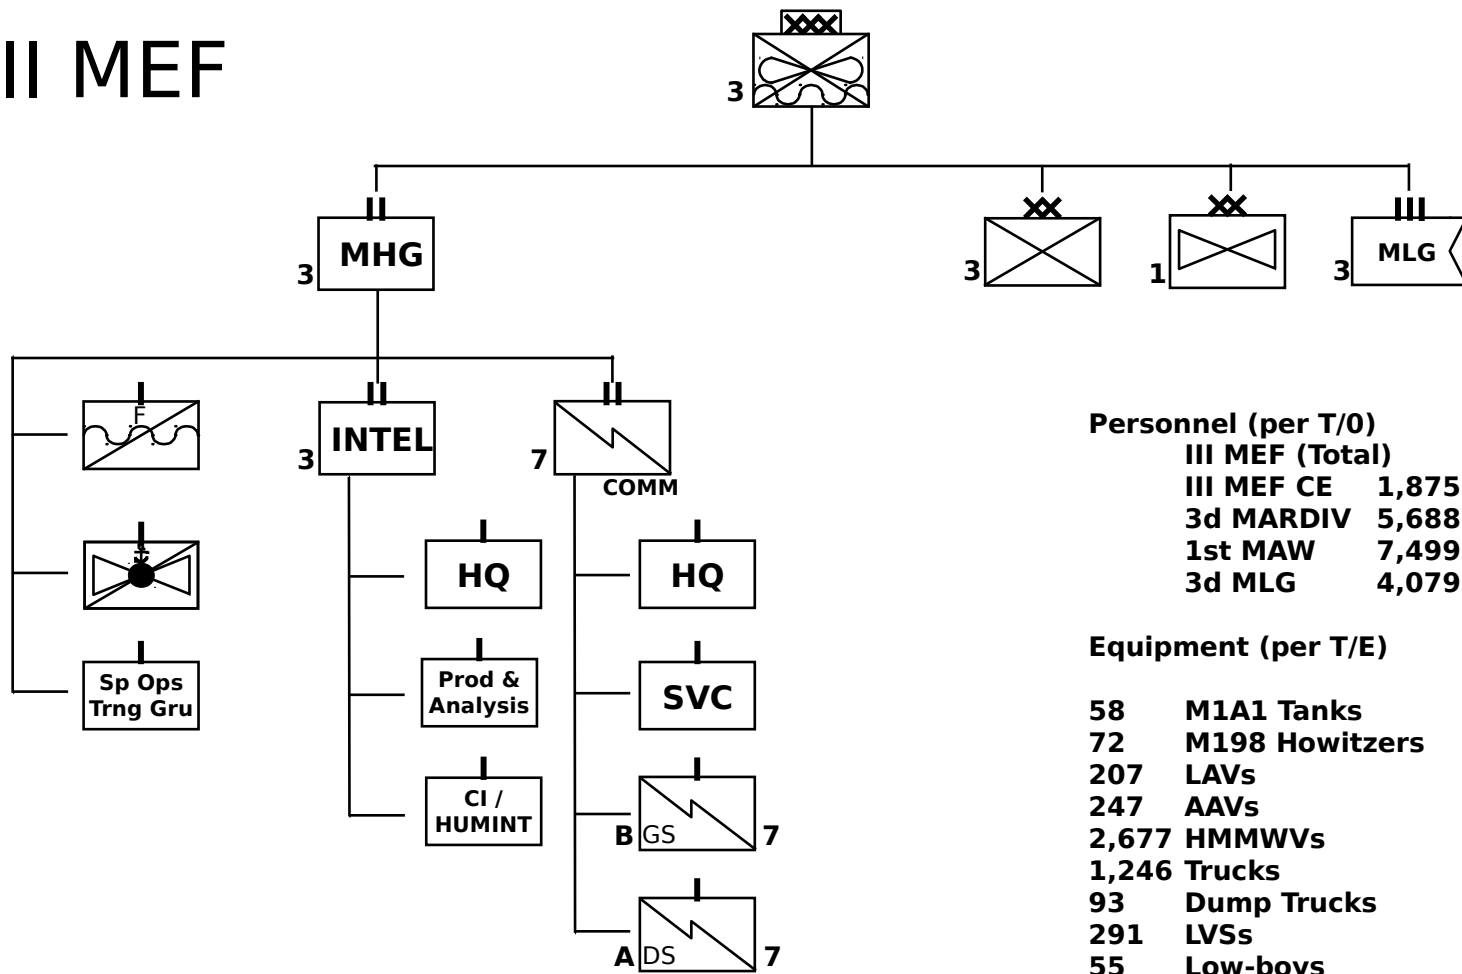 II MEF
3
MHG
3
3
1
MLG
3
F
INTEL
3
7
COMM
HQ
HQ
Sp Ops
Trng Gru
Prod &
Analysis
SVC
CI /
HUMINT
B
GS
7
A
DS
7
Personnel (per T/0)
III MEF (Total)
III MEF CE 1,875
3d MARDIV 5,688
1st MAW 7,499
3d MLG 4,079
Equipment (per T/E)
58 M1A1 Tanks
72 M198 Howitzers
207 LAVs
247 AAVs
2,677 HMMWVs
1,246 Trucks
93 Dump Trucks
291 LVSs
55 Low-boys